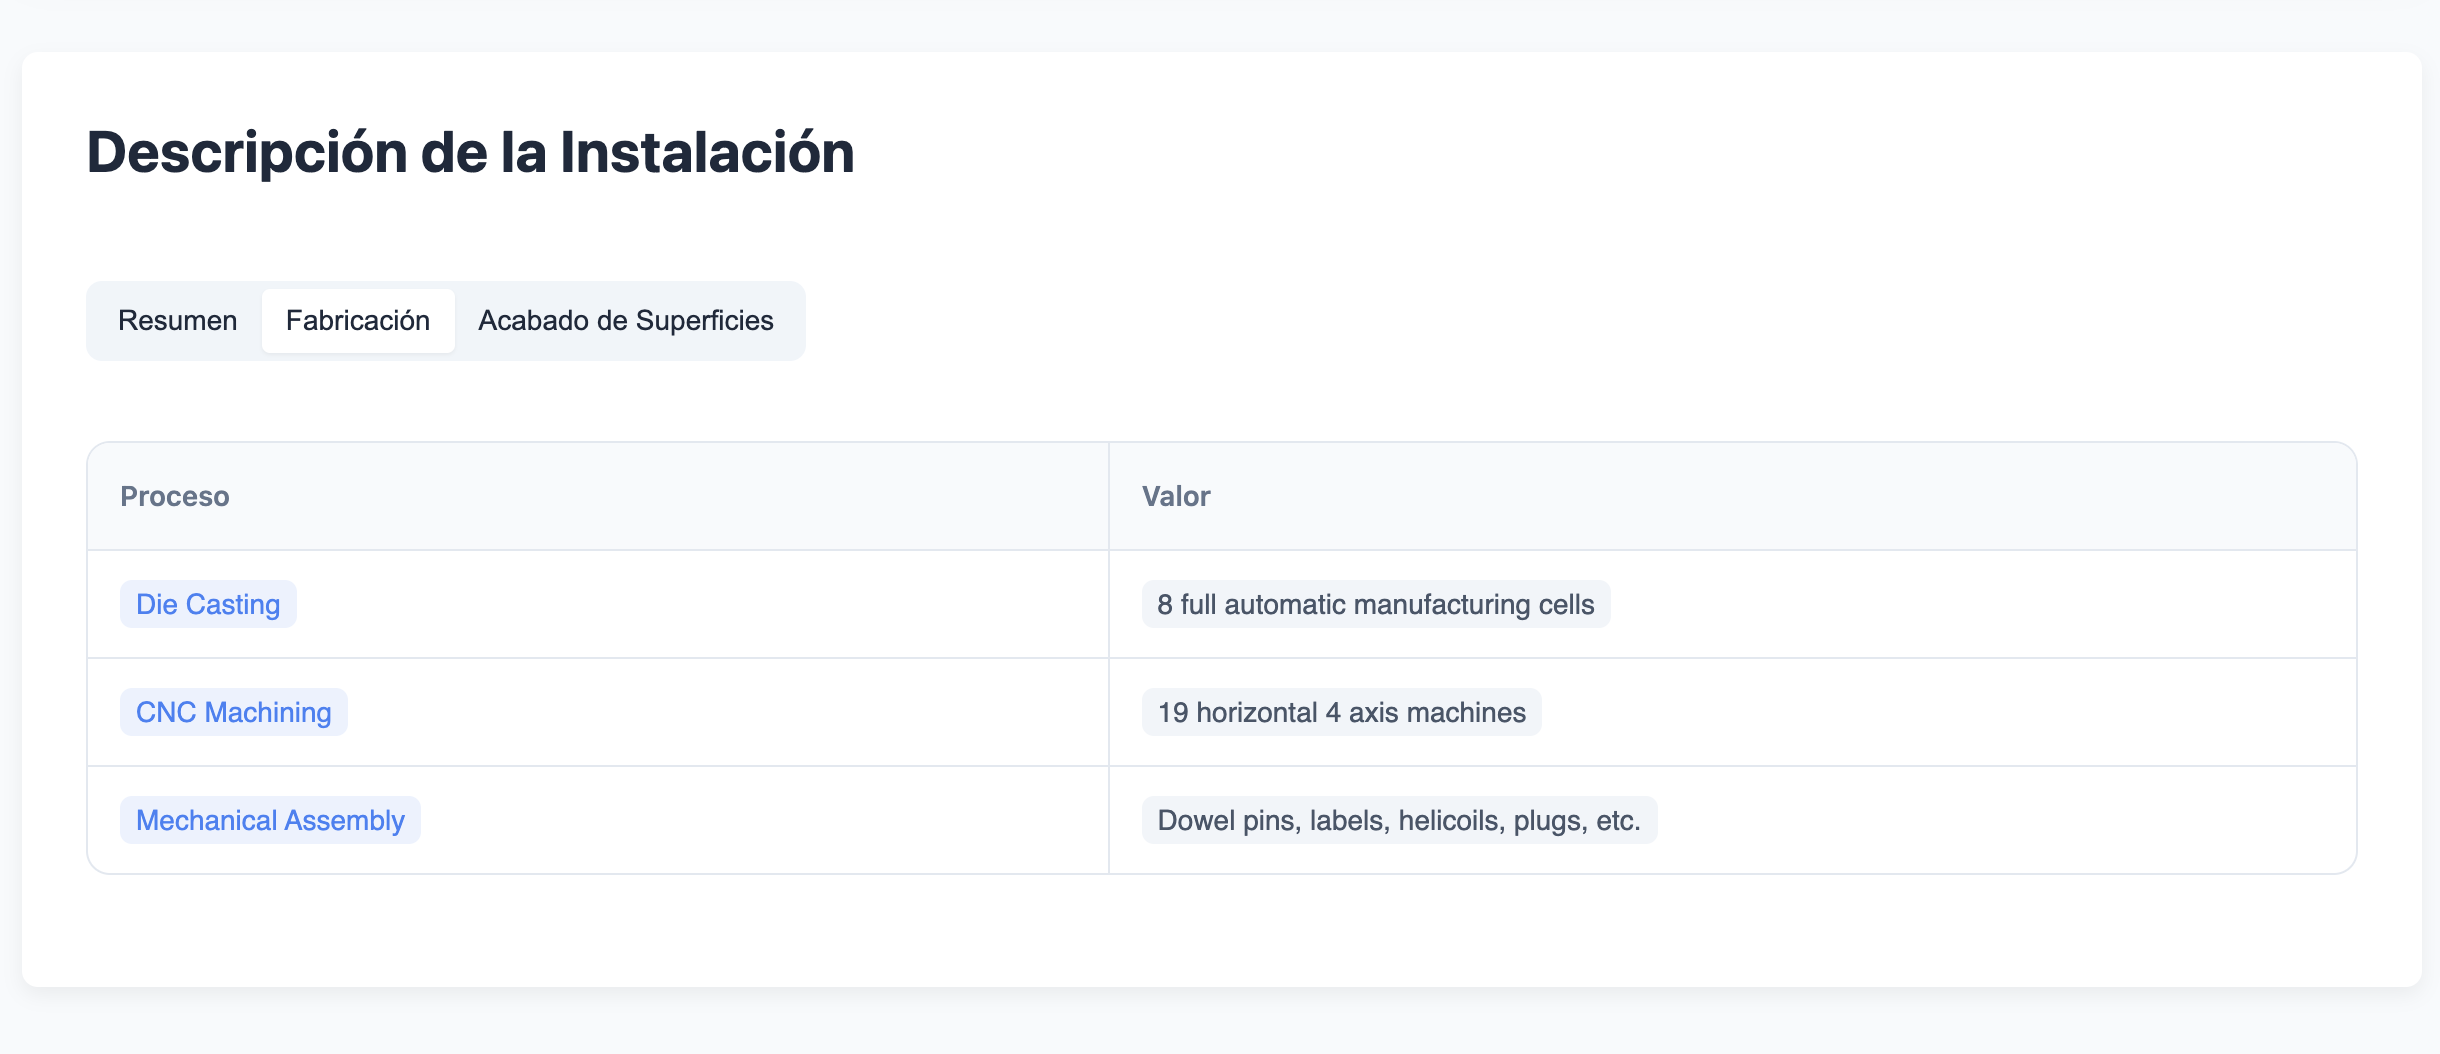 Descripción de la Instalación
Resumen Fabricación Acabado de Superficies
Proceso Valor
Die Casting 8 full automatic manufacturing cells
CNC Machining 19 horizontal 4 axis machines
Mechanical Assembly Dowel pins, labels, helicoils, plugs, etc.